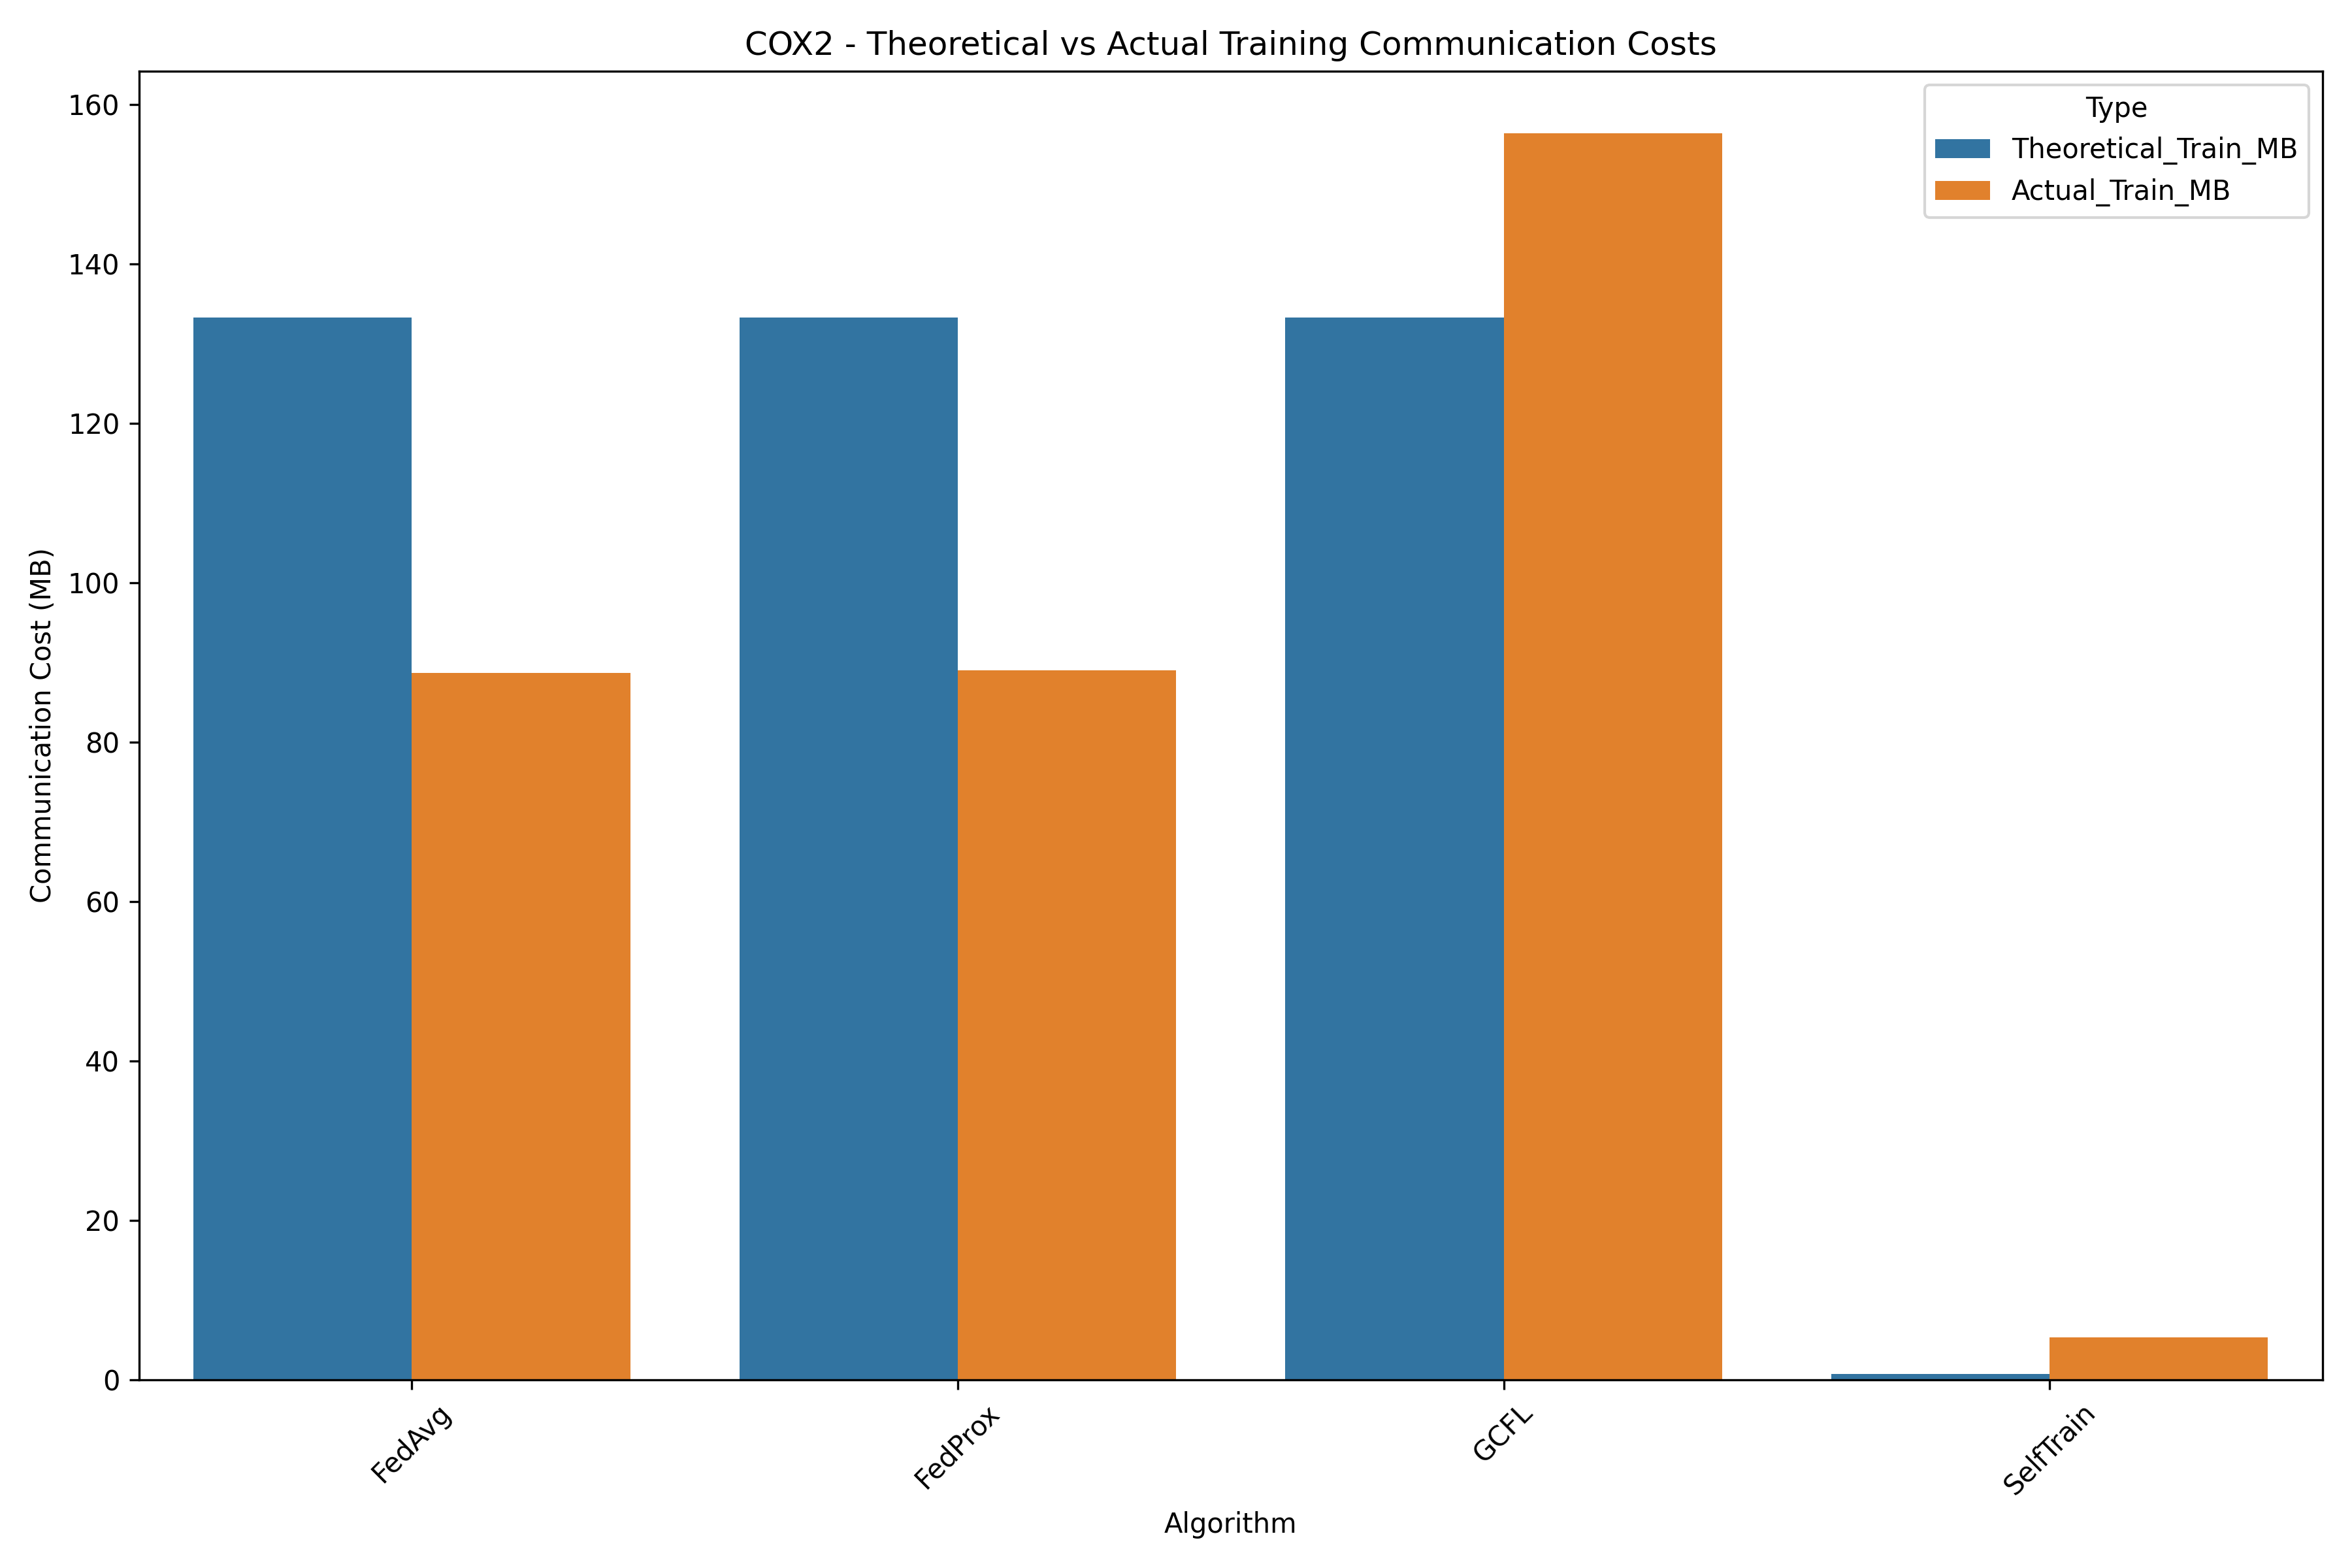 COX2 - Theoretical vs Actual Training Communication Costs
Type
Theoretical_Train_MB
Actual_Train_MB
Communication Cost (MB)
160
140
120
100
80
60
40
20
0
FedAvg
FedProx
GCFL
SelfTrain
Algorithm